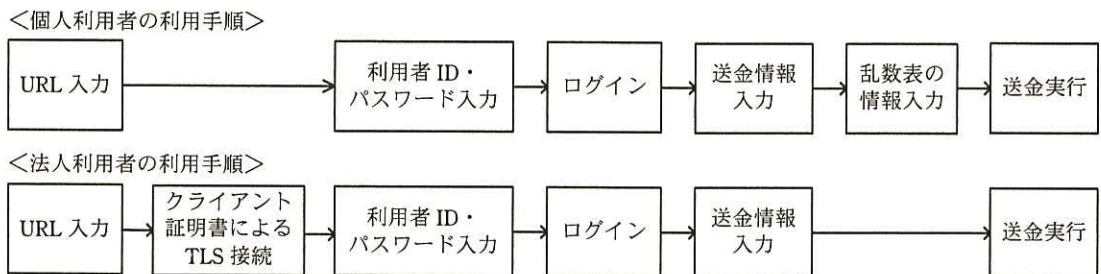 <個人利用者の利用手順>
URL 入力
利用者 ID・
パスワード入力
ログイン
送金情報
入力
乱数表の
情報入力
送金実行
<法人利用者の利用手順>
URL 入力
クライアント
証明書による
TLS 接続
利用者 ID・
パスワード入力
ログイン
送金情報
入力
送金実行